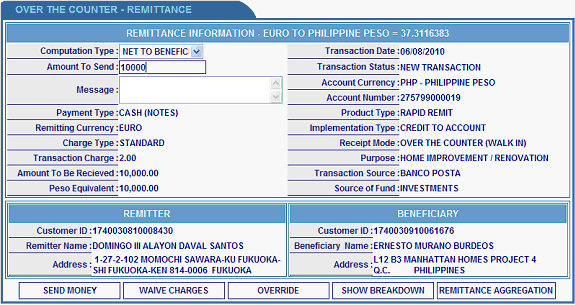 OVER THE COUNTER - REMITTANCE
REMITTANCE INFORMATION - EURO TO PHILIPPINE PESO = 37.3116383
Computation Type : NET TO BENEFIC
Amount To Send : 10000
Message :
Payment Type : CASH (NOTES)
Remitting Currency : EURO
Charge Type : STANDARD
Transaction Charge : 2.00
Amount To Be Recieved : 10,000.00
Peso Equivalent : 10,000.00
Transaction Date : 06/08/2010
Transaction Status : NEW TRANSACTION
Account Currency : PHP - PHILIPPINE PESO
Account Number : 275799000019
Product Type : RAPID REMIT
Implementation Type : CREDIT TO ACCOUNT
Receipt Mode : OVER THE COUNTER (WALK IN)
Purpose : HOME IMPROVEMENT / RENOVATION
Transaction Source : BANCO POSTA
Source of Fund : INVESTMENTS
REMITTER
Customer ID : 1740030810008430
Remitter Name : DOMINGO III ALAYON DAVAL SANTOS
Address : 1-27-2-102 MOMOCHI SAWARA-KU FUKUOKA-
SHI FUKUOKA-KEN 814-0006 FUKUOKA
BENEFICIARY
Customer ID : 1740030910061676
Beneficiary Name : ERNESTO MURANO BURDEOS
Address : L12 B3 MANHATTAN HOMES PROJECT 4
Q.C. PHILIPPINES
SEND MONEY
WAIVE CHARGES
OVERRIDE
SHOW BREAKDOWN
REMITTANCE AGGREGATION